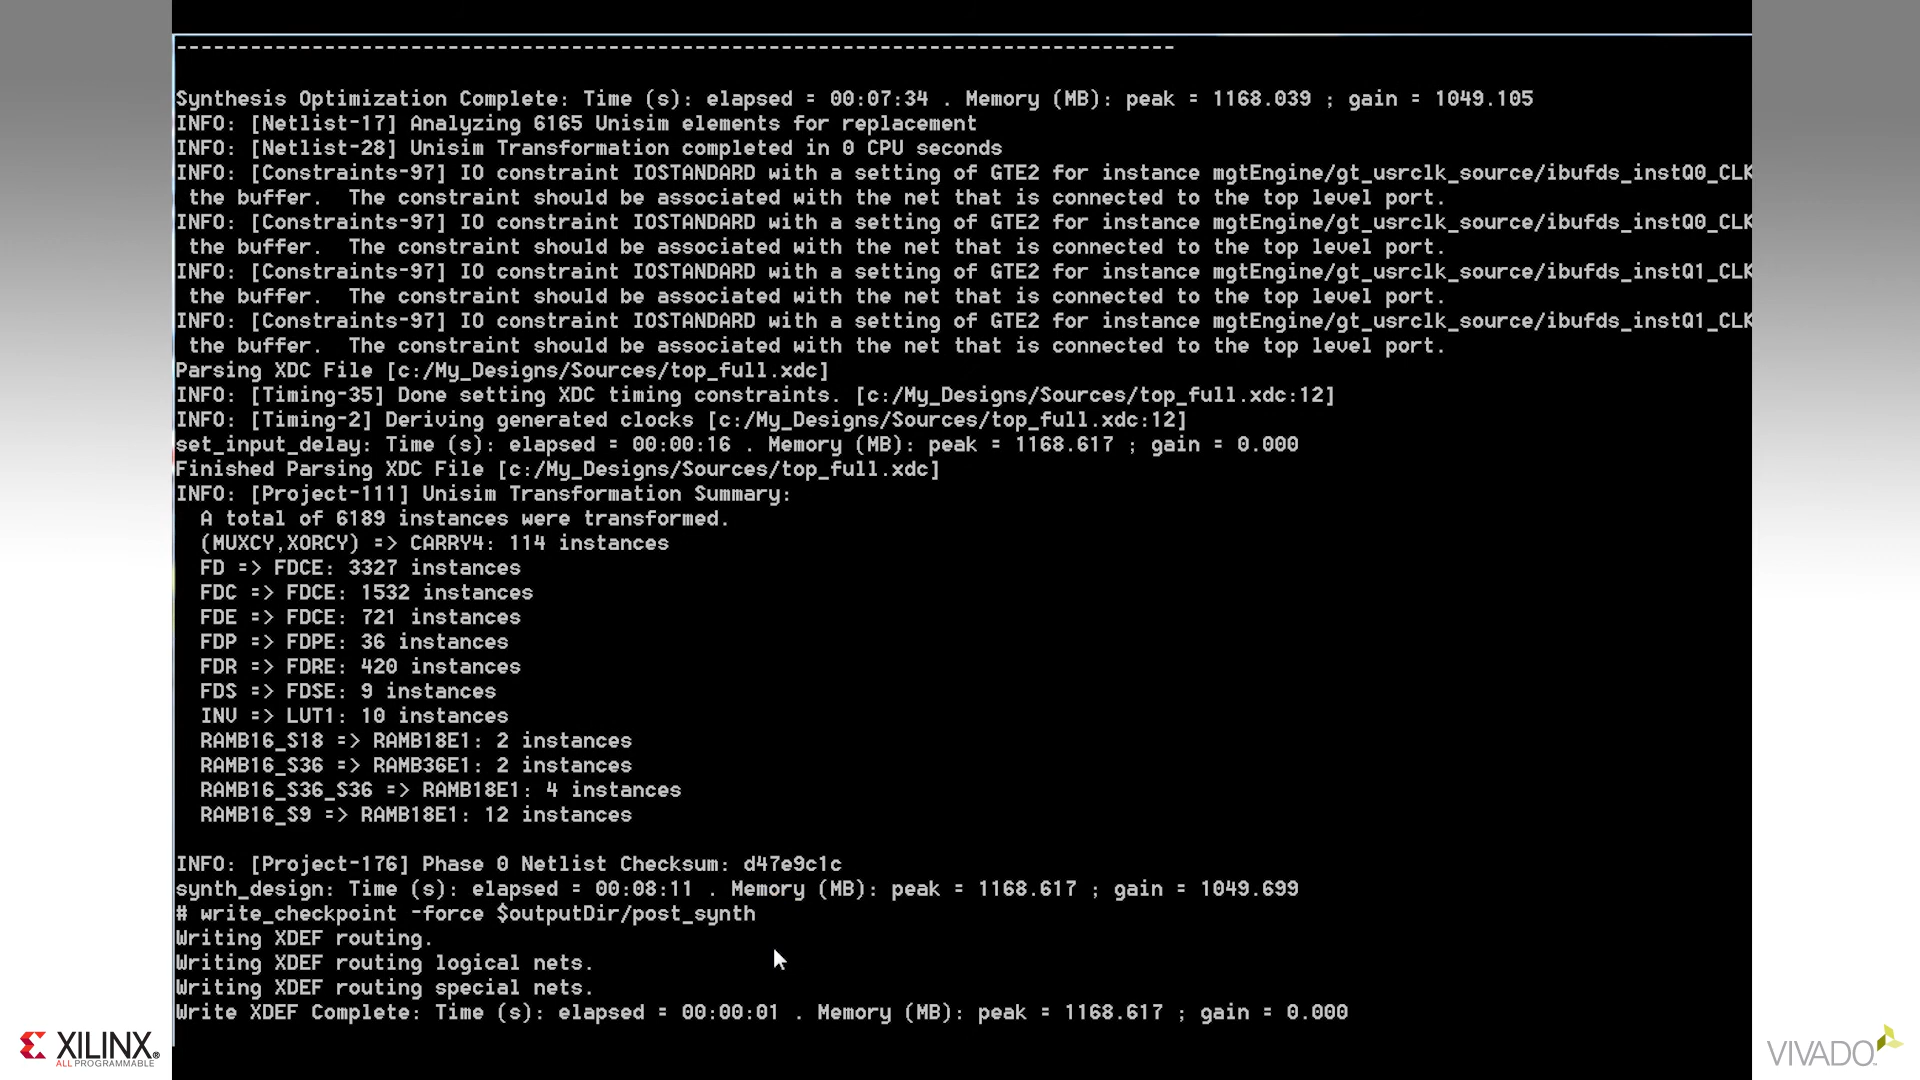 --------------------------------------------------------------------------------
Synthesis Optimization Complete: Time (s): elapsed = 00:07:34 . Memory (MB): peak = 1168.039 ; gain = 1049.105
INFO: [Netlist-17] Analyzing 6165 Unisim elements for replacement
INFO: [Netlist-28] Unisim Transformation completed in 0 CPU seconds
INFO: [Constraints-97] IO constraint IOSTANDARD with a setting of GTE2 for instance mgtEngine/gt_usrclk_source/ibufds_instQ0_CLK
the buffer.  The constraint should be associated with the net that is connected to the top level port.
INFO: [Constraints-97] IO constraint IOSTANDARD with a setting of GTE2 for instance mgtEngine/gt_usrclk_source/ibufds_instQ0_CLK
the buffer.  The constraint should be associated with the net that is connected to the top level port.
INFO: [Constraints-97] IO constraint IOSTANDARD with a setting of GTE2 for instance mgtEngine/gt_usrclk_source/ibufds_instQ1_CLK
the buffer.  The constraint should be associated with the net that is connected to the top level port.
INFO: [Constraints-97] IO constraint IOSTANDARD with a setting of GTE2 for instance mgtEngine/gt_usrclk_source/ibufds_instQ1_CLK
the buffer.  The constraint should be associated with the net that is connected to the top level port.
Parsing XDC File [c:/My_Designs/Sources/top_full.xdc]
INFO: [Timing-35] Done setting XDC timing constraints. [c:/My_Designs/Sources/top_full.xdc:12]
INFO: [Timing-2] Deriving generated clocks [c:/My_Designs/Sources/top_full.xdc:12]
set_input_delay: Time (s): elapsed = 00:00:16 . Memory (MB): peak = 1168.617 ; gain = 0.000
Finished Parsing XDC File [c:/My_Designs/Sources/top_full.xdc]
INFO: [Project-111] Unisim Transformation Summary:
A total of 6189 instances were transformed.
(MUXCY,XORCY) => CARRY4: 114 instances
FD => FDCE: 3327 instances
FDC => FDCE: 1532 instances
FDE => FDCE: 721 instances
FDP => FDPE: 36 instances
FDR => FDRE: 420 instances
FDS => FDSE: 9 instances
INV => LUT1: 10 instances
RAMB16_S18 => RAMB18E1: 2 instances
RAMB16_S36 => RAMB36E1: 2 instances
RAMB16_S36_S36 => RAMB18E1: 4 instances
RAMB16_S9 => RAMB18E1: 12 instances
INFO: [Project-176] Phase 0 Netlist Checksum: d47e9c1c
synth_design: Time (s): elapsed = 00:08:11 . Memory (MB): peak = 1168.617 ; gain = 1049.699
# write_checkpoint -force $outputDir/post_synth
Writing XDEF routing.
Writing XDEF routing logical nets.
Writing XDEF routing special nets.
Write XDEF Complete: Time (s): elapsed = 00:00:01 . Memory (MB): peak = 1168.617 ; gain = 0.000
XILINX®
ALL PROGRAMMABLE
VIVADO™